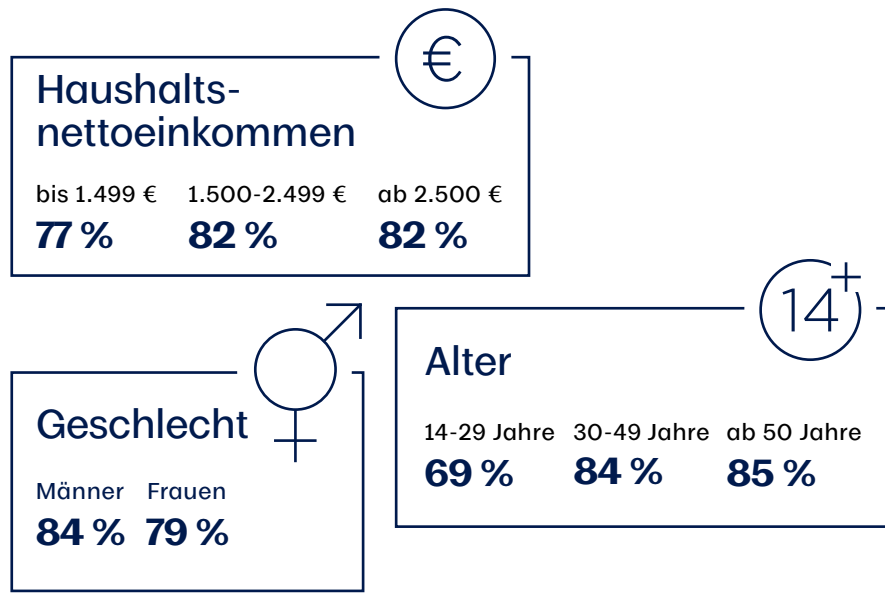 €
Haushalts-
nettoeinkommen
bis 1.499 € 1.500-2.499 € ab 2.500 €
77 % 82 % 82 %
Geschlecht
Männer Frauen
84 % 79 %
14+
Alter
14-29 Jahre 30-49 Jahre ab 50 Jahre
69 % 84 % 85 %